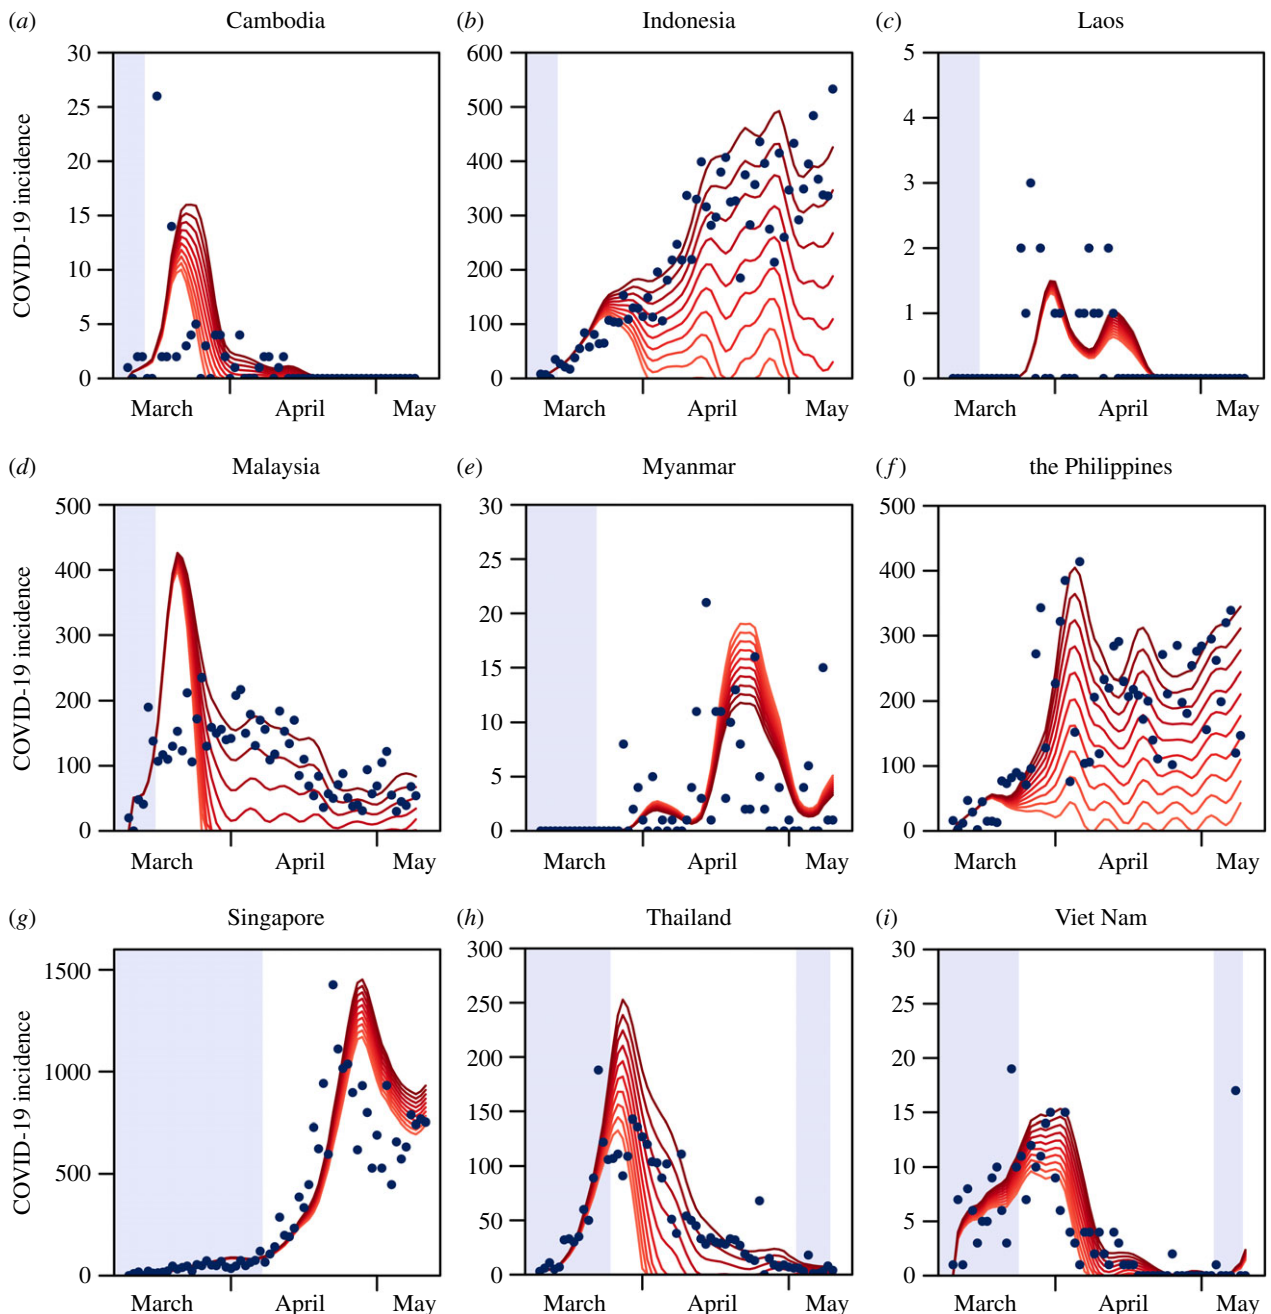 (a) Cambodia
30
25
20
15
10
5
0
COVID-19 incidence
March April May
(b) Indonesia
600
500
400
300
200
100
0
March April May
(c) Laos
5
4
3
2
1
0
March April May
(d) Malaysia
500
400
300
200
100
0
COVID-19 incidence
March April May
(e) Myanmar
30
25
20
15
10
5
0
March April May
(f) the Philippines
500
400
300
200
100
0
March April May
(g) Singapore
1500
1000
500
0
COVID-19 incidence
March April May
(h) Thailand
300
250
200
150
100
50
0
March April May
(i) Viet Nam
30
25
20
15
10
5
0
March April May